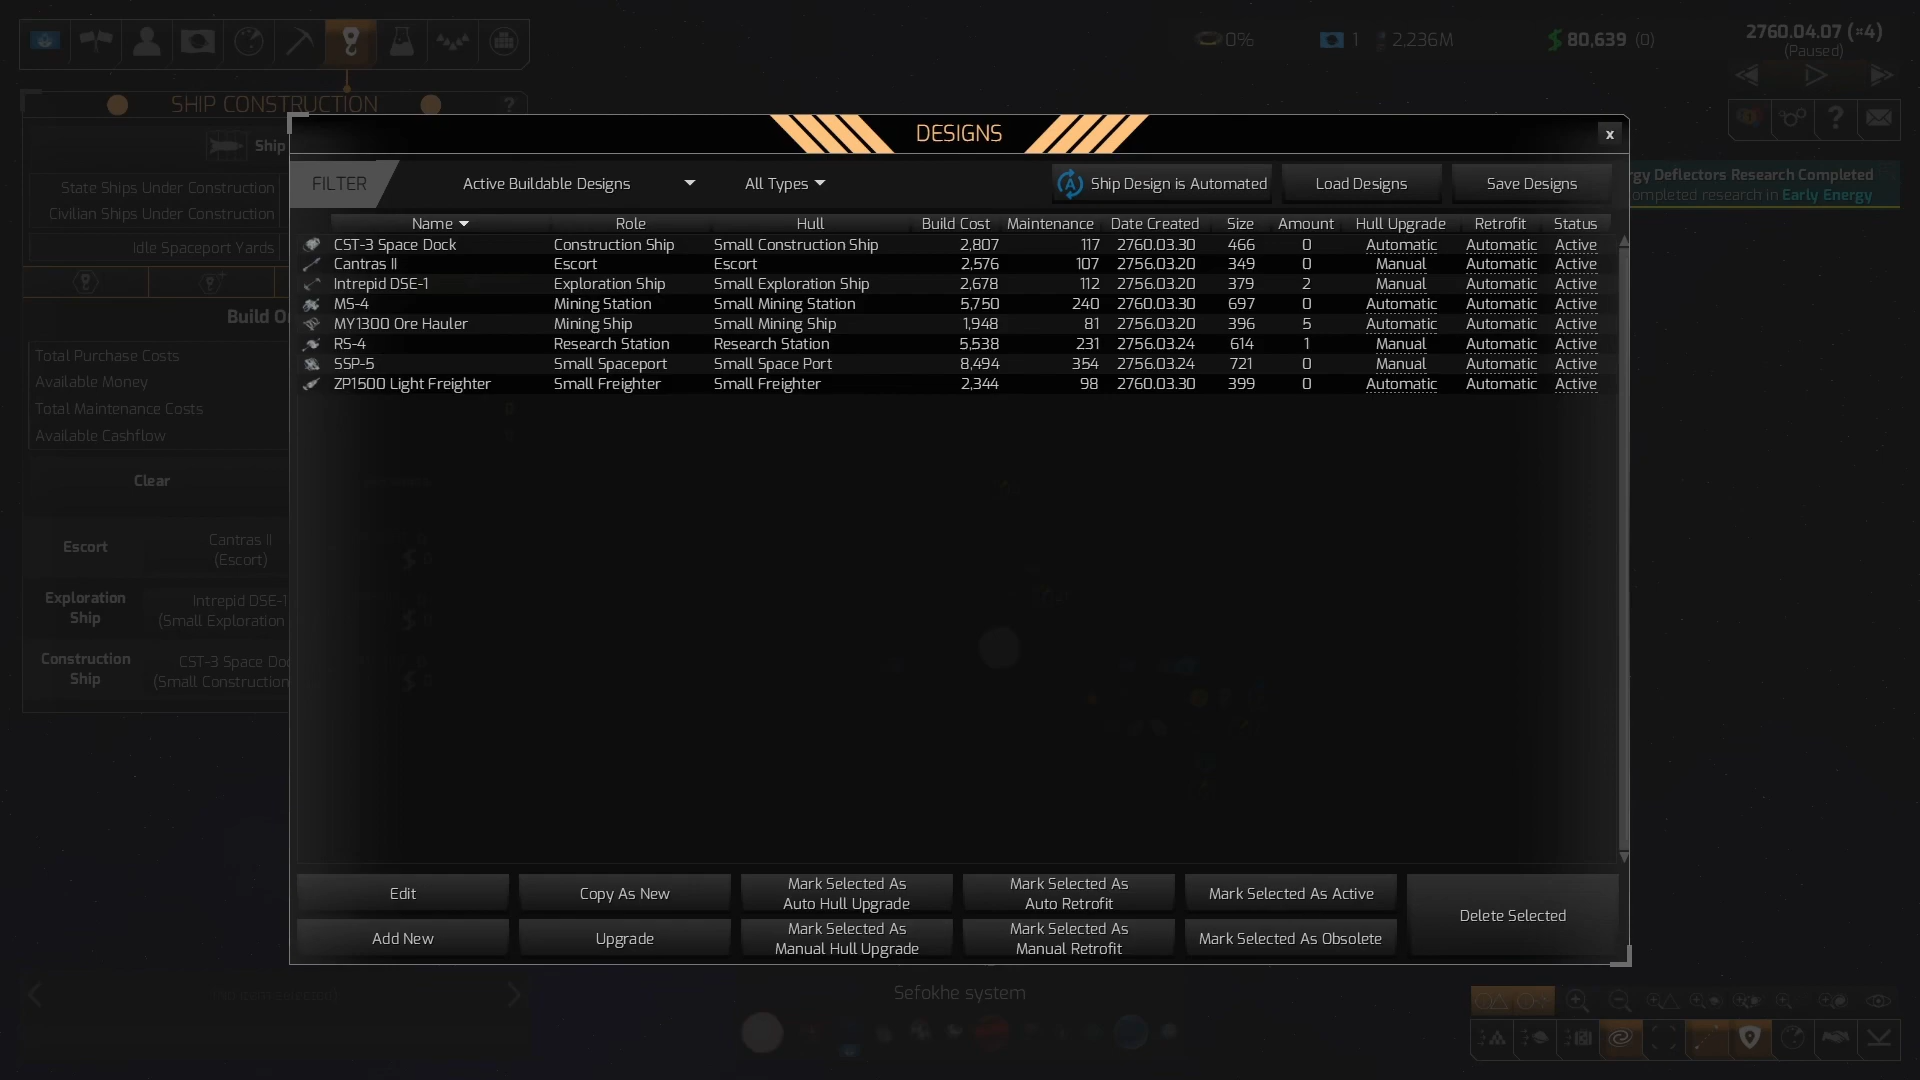 0%
1
2,236M
80,639 (0)
2760.04.07 (×4)
(Paused)
SHIP CONSTRUCTION
?
?
Ship
State Ships Under Construction
Civilian Ships Under Construction
Idle Spaceport Yards
Total Purchase Costs
Available Money
Total Maintenance Costs
Available Cashflow
Clear
Escort
Cantras II
(Escort)
Exploration
Ship
Intrepid DSE-1
(Small Exploration
Construction
Ship
CST-3 Space
(Small Construction
DESIGNS
x
FILTER
Active Buildable Designs
All Types
Ship Design is Automated
Load Designs
Save Designs
Deflectors Research Completed
research in Early Energy
Name Role Hull Build Cost Maintenance Date Created Size Amount Hull Upgrade Retrofit Status
CST-3 Space Dock Construction Ship Small Construction Ship 2,807 117 2760.03.30 466 0 Automatic Automatic Active
Cantras II Escort Escort 2,576 107 2756.03.20 349 0 Manual Automatic Active
Intrepid DSE-1 Exploration Ship Small Exploration Ship 2,678 112 2756.03.20 379 2 Manual Automatic Active
MS-4 Mining Station Small Mining Station 5,750 240 2760.03.30 697 0 Automatic Automatic Active
MY1300 Ore Hauler Mining Ship Small Mining Ship 1,948 81 2756.03.20 396 5 Automatic Automatic Active
RS-4 Research Station Research Station 5,538 231 2756.03.24 614 1 Manual Automatic Active
SSP-5 Small Spaceport Small Space Port 8,494 354 2756.03.24 721 0 Manual Automatic Active
ZP1500 Light Freighter Small Freighter Small Freighter 2,344 98 2760.03.30 399 0 Automatic Automatic Active
Edit
Copy As New
Mark Selected As
Auto Hull Upgrade
Mark Selected As
Auto Retrofit
Mark Selected As Active
Delete Selected
Add New
Upgrade
Mark Selected As
Manual Hull Upgrade
Mark Selected As
Manual Retrofit
Mark Selected As Obsolete
Sefokhe system